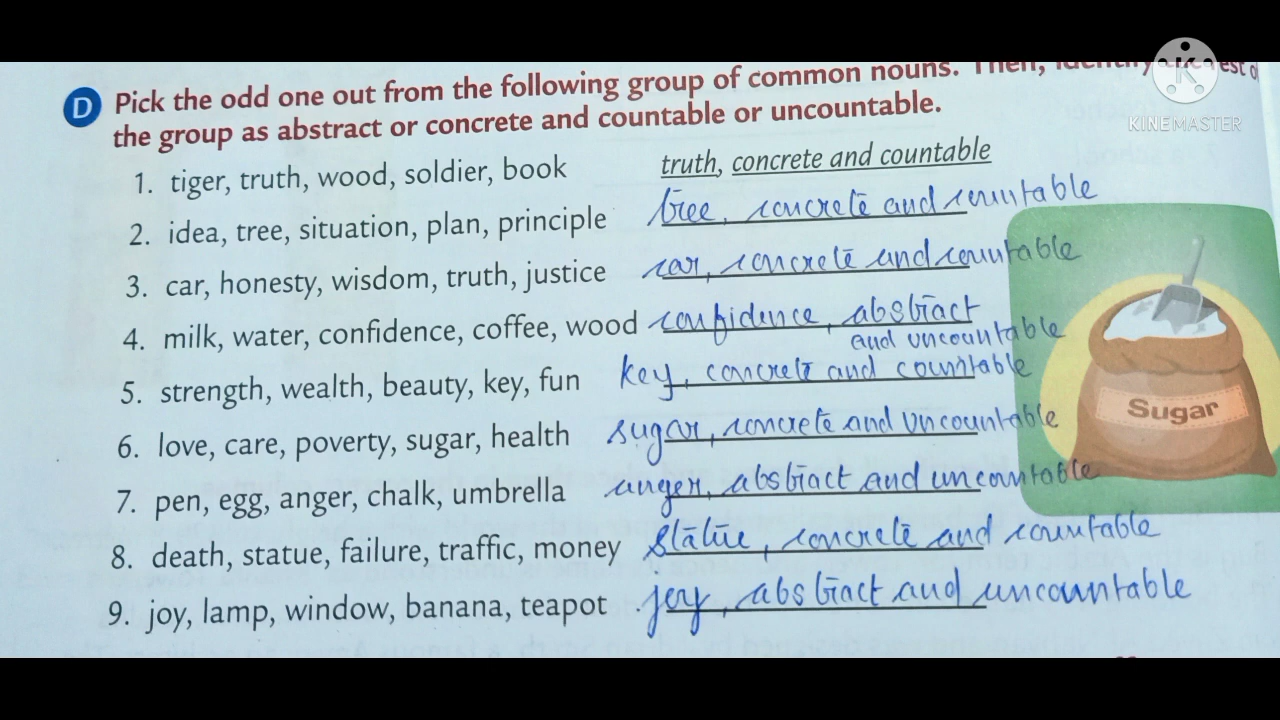 D Pick the odd one out from the following group of common nouns. Then, identify the rest of
the group as abstract or concrete and countable or uncountable.
KINEMASTER
1. tiger, truth, wood, soldier, book truth, concrete and countable
2. idea, tree, situation, plan, principle tree, concrete and countable
3. car, honesty, wisdom, truth, justice car, concrete and countable
4. milk, water, confidence, coffee, wood confidence, abstract
and uncountable
5. strength, wealth, beauty, key, fun key, concrete and countable
6. love, care, poverty, sugar, health sugar, concrete and Uncountable
Sugar
7. pen, egg, anger, chalk, umbrella anger, abstract and uncountable
8. death, statue, failure, traffic, money statue, concrete and countable
9. joy, lamp, window, banana, teapot joy, abstract and uncountable